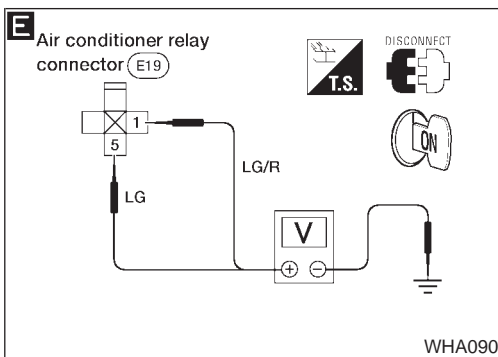 E
Air conditioner relay
connector E19
T.S.
DISCONNECT
ON
1
5
LG/R
LG
V
+ −
WHA090